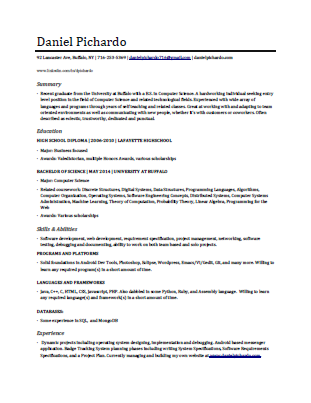 Daniel Pichardo
92 Lancaster Ave, Buffalo, NY | 716-253-0369 | danielpichardo716@gmail.com | danielpichardo.com
www.linkedin.com/in/dpichardo
Summary
- Recent graduate from the University at Buffalo with a B.S. in Computer Science. A hardworking individual seeking entry
level position in the field of Computer Science and related technological fields. Experienced with wide array of
languages and programs through years of self-teaching and related classes. Great at working with and adapting to team
oriented environments as well as communicating with new people, whether it's with customers or coworkers. Often
described as eclectic, trustworthy, dedicated and punctual.
Education
HIGH SCHOOL DIPLOMA | 2006-2010 | LAFAYETTE HIGHSCHOOL
- Major: Business focused
- Awards: Valedictorian, multiple Honors Awards, various scholarships
BACHELOR OF SCIENCE | MAY 2014 | UNIVERSITY AT BUFFALO
- Major: Computer Science
- Related coursework: Discrete Structures, Digital Systems, Data Structures, Programming Languages, Algorithms,
Computer Organization, Operating Systems, Software Engineering Concepts, Distributed Systems, Computer Systems
Administration, Machine Learning, Theory of Computation, Probability Theory, Linear Algebra, Programming for the
Web
- Awards: Various scholarships
Skills & Abilities
- Software development, web development, requirement specification, project management, networking, software
testing, debugging and documenting, ability to work on both team based and solo projects.
PROGRAMS AND PLATFORMS
- Solid foundations in Android Dev Tools, Photoshop, Eclipse, Wordpress, Emacs/VI/Gedit, Git, and many more. Willing to
learn any required program(s) in a short amount of time.
LANGUAGES AND FRAMEWORKS
- Java, C++, C, HTML, CSS, Javascript, PHP. Also dabbled in some Python, Ruby, and Assembly language. Willing to learn
any required language(s) and framework(s) in a short amount of time.
DATABASES:
- Some experience in SQL, and MongoDB
Experience
- Dynamic projects including operating system designing, implementation and debugging. Android based messenger
application. Badge Tracking System planning phases including writing System Specifications, Software Requirements
Specifications, and a Project Plan. Currently managing and building my own website at www.danielpichardo.com